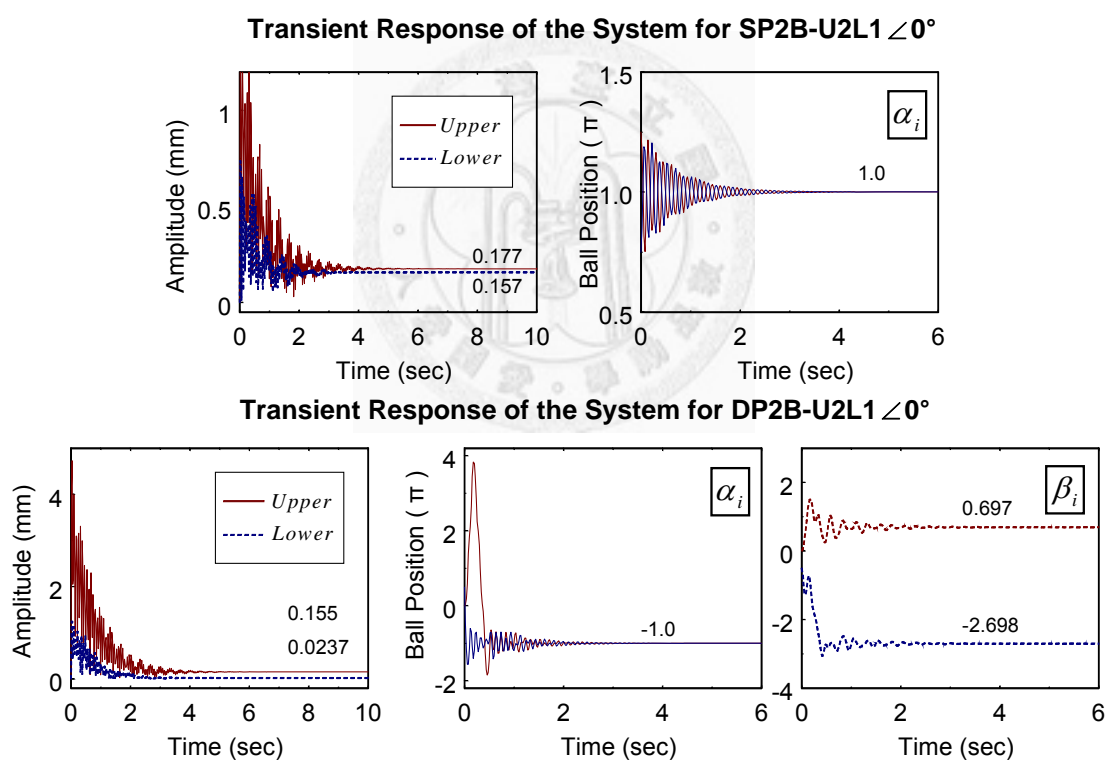 Transient Response of the System for SP2B-U2L1∠0°
Amplitude (mm)
1
0.5
0
Upper
Lower
0.177
0.157
0 2 4 6 8 10
Time (sec)
Ball Position ( π )
1.5
1.0
0.5
αi
1.0
0 2 4 6
Time (sec)
Transient Response of the System for DP2B-U2L1∠0°
Amplitude (mm)
4
2
0
Upper
Lower
0.155
0.0237
0 2 4 6 8 10
Time (sec)
Ball Position ( π )
4
2
0
-2
αi
-1.0
0 2 4 6
Time (sec)
2
0
-2
-4
βi
0.697
-2.698
0 2 4 6
Time (sec)